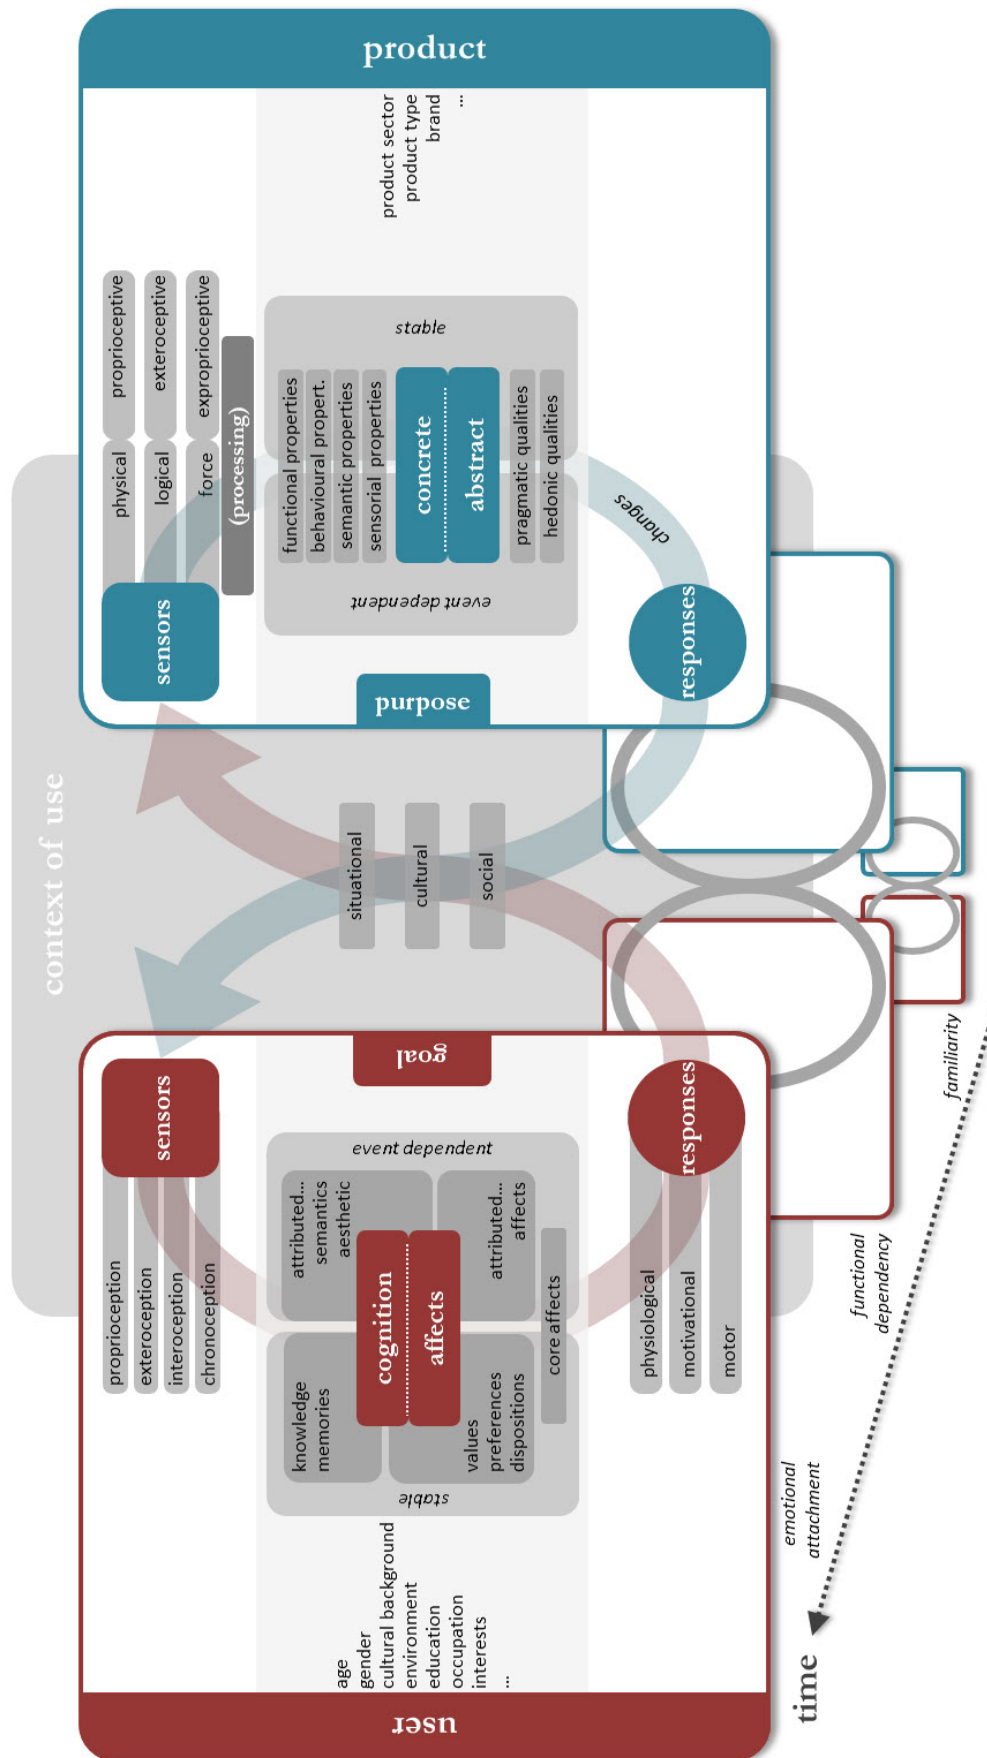 context of use
user
age
gender
cultural background
environment
education
occupation
interests
...
proprioception
exteroception
interoception
chronoception
sensors
stable
knowledge
memories
values
preferences
dispositions
cognition
affects
attributed...
semantics
aesthetic
attributed...
affects
core affects
event dependent
goal
physiological
motivational
motor
responses
situational
cultural
social
product
purpose
sensors
physical
proprioceptive
logical
exteroceptive
force
exproprioceptive
(processing)
event dependent
functional properties
behavioural propert.
semantic properties
sensorial properties
concrete
abstract
pragmatic qualities
hedonic qualities
stable
product sector
product type
brand
...
responses
changes
time
emotional
attachment
functional
dependency
familiarity